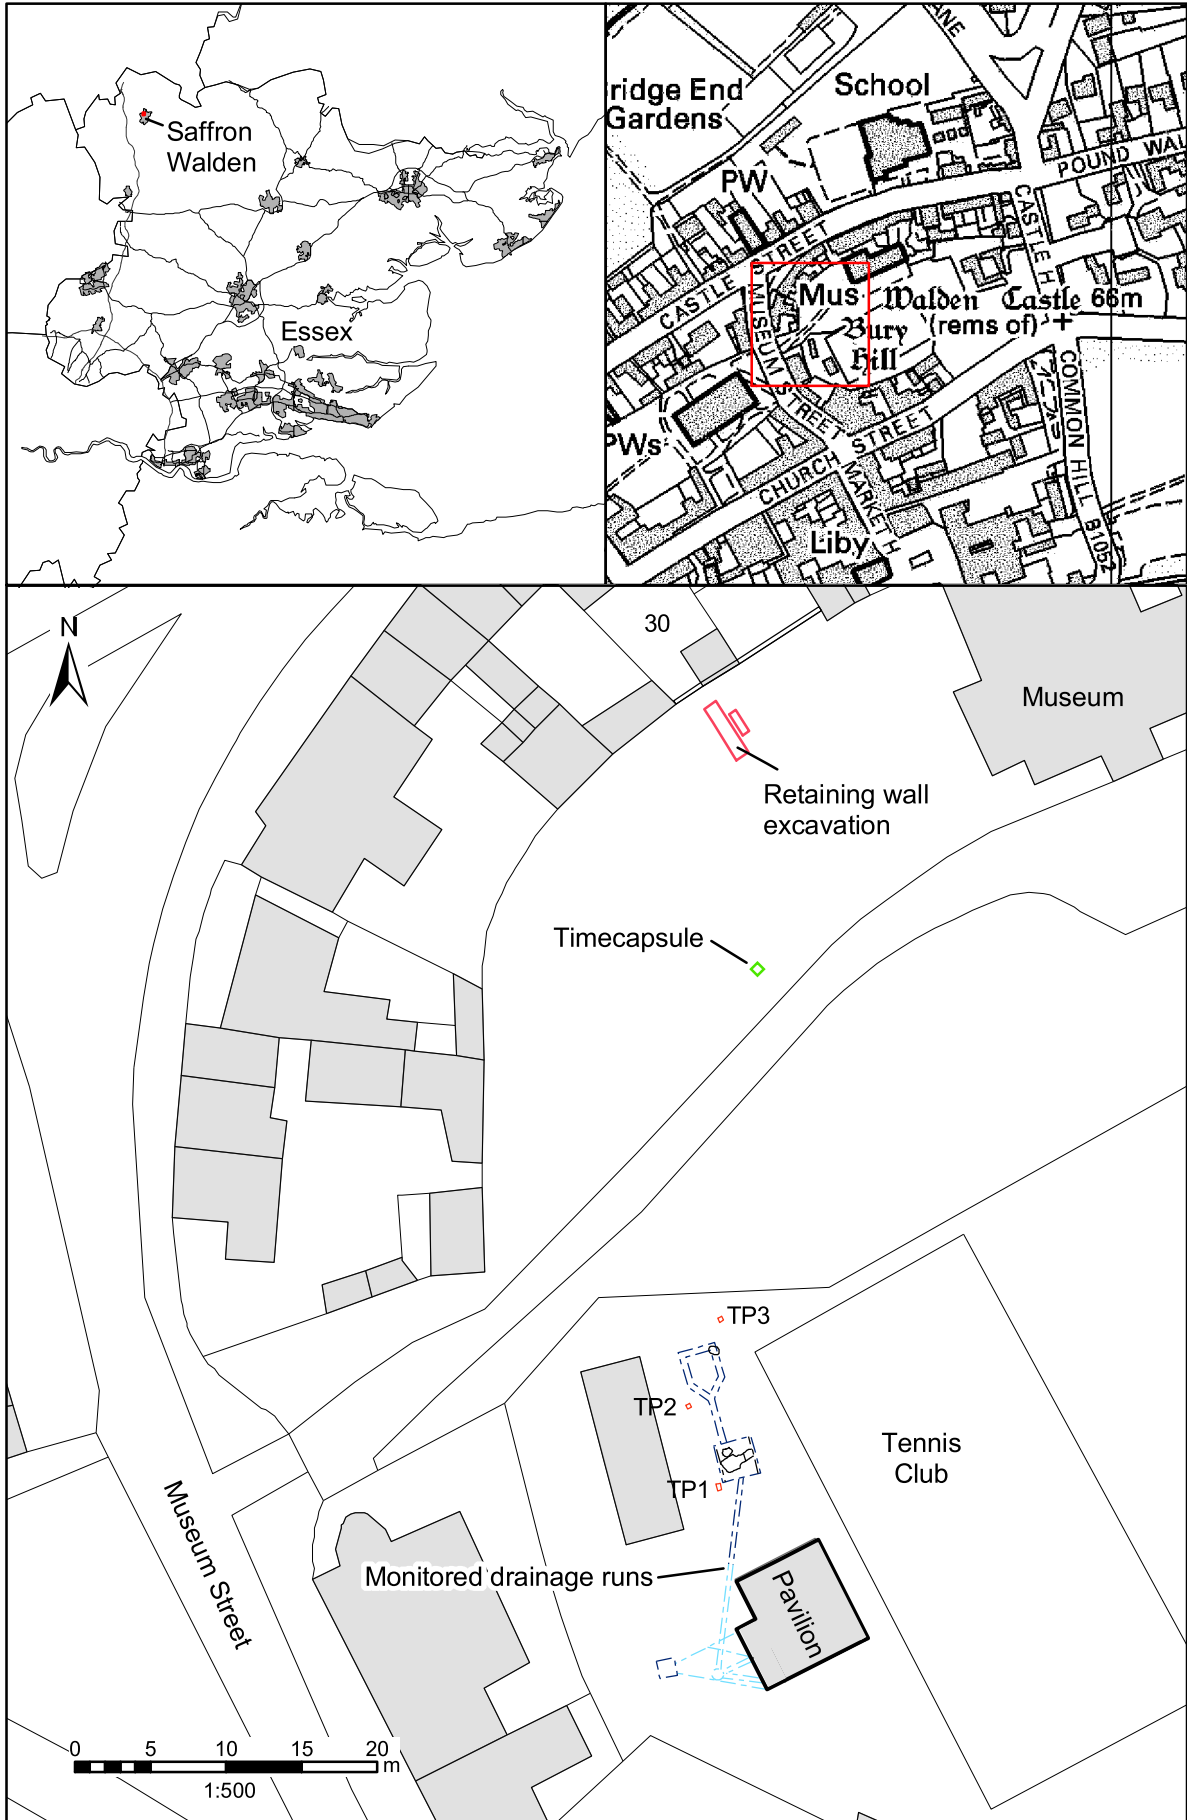 Saffron
Walden
Essex
ridge End
Gardens
School
PW
POUND WAL
CASTLE H
CASTLE STREET
MUSEUM STREET
Mus
Walden Castle 66m
(rems of)
Bury
Hill
PWs
CHURCH STREET
MARKET H
COMMON HILL B1052
Liby
N
30
Museum
Retaining wall
excavation
Timecapsule
TP3
TP2
TP1
Tennis
Club
Museum Street
Monitored drainage runs
Pavilion
0 5 10 15 20
m
1:500